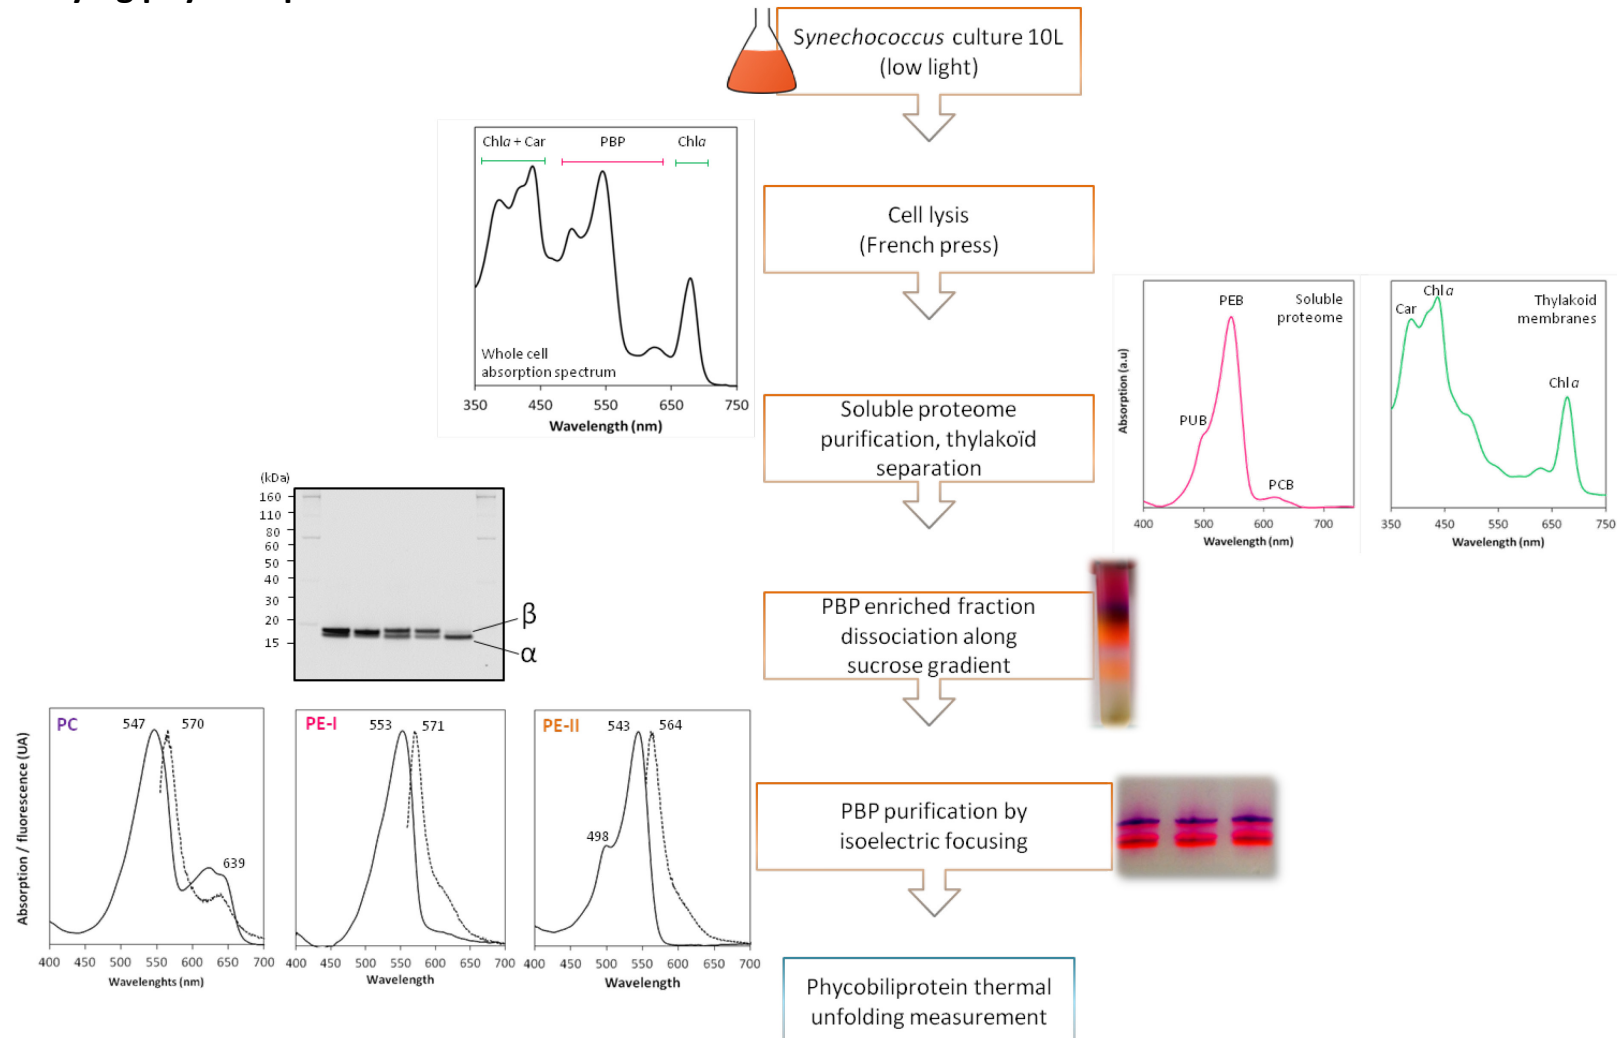 Synechococcus culture 10L
(low light)
Chla + Car
PBP
Chla
Whole cell
absorption spectrum
350 450 550 650 750
Wavelength (nm)
Cell lysis
(French press)
Soluble proteome
purification, thylakoïd
separation
Absorption (a.u)
PUB
PEB
PCB
Soluble
proteome
400 500 600 700
Wavelength (nm)
Car
Chla
Chla
Thylakoid
membranes
350 450 550 650 750
Wavelength (nm)
(kDa)
160
110
80
60
50
40
30
20
15
β
α
PBP enriched fraction
dissociation along
sucrose gradient
Absorption / fluorescence (UA)
PC
547 570
639
400 450 500 550 600 650 700
Wavelenghts (nm)
PE-I
553 571
400 450 500 550 600 650 700
Wavelength
PE-II
543 564
498
400 450 500 550 600 650 700
Wavelength
PBP purification by
isoelectric focusing
Phycobiliprotein thermal
unfolding measurement